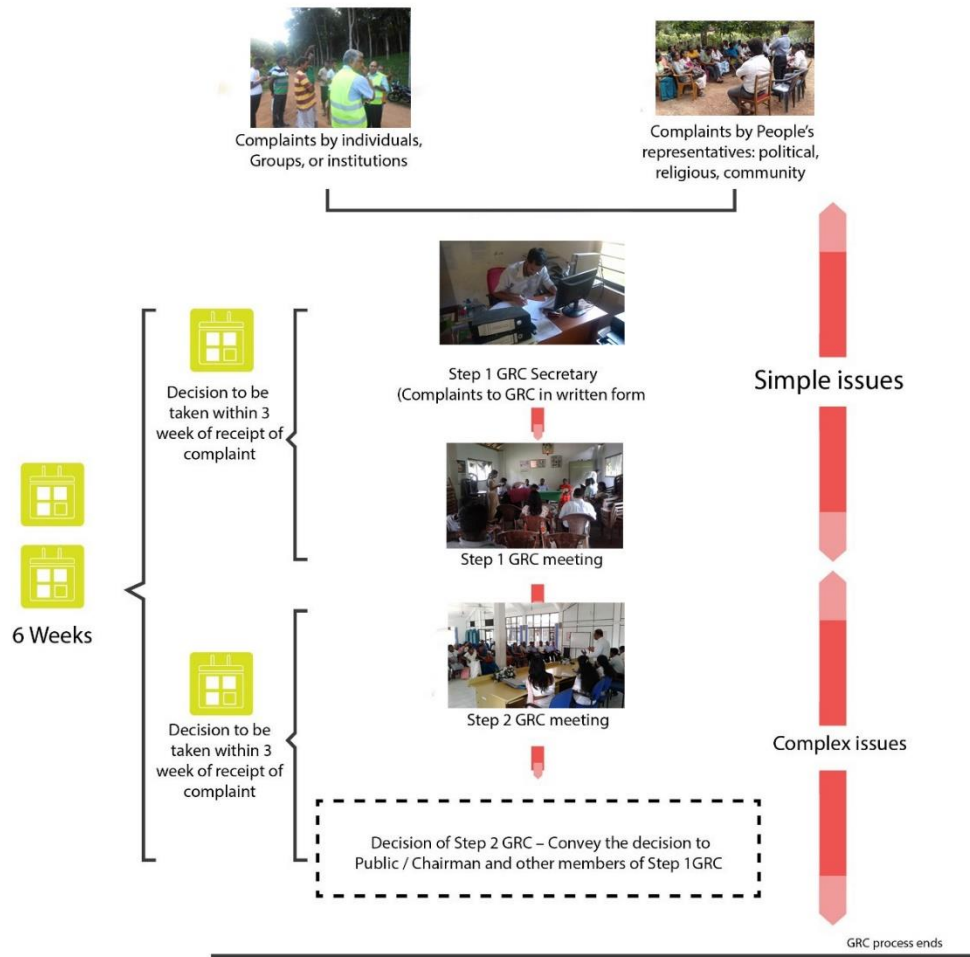 Complaints by individuals,
Groups, or institutions
Complaints by People's
representatives: political,
religious, community
Step 1 GRC Secretary
(Complaints to GRC in written form
Decision to be
taken within 3
week of receipt of
complaint
Simple issues
Step 1 GRC meeting
6 Weeks
Step 2 GRC meeting
Decision to be
taken within 3
week of receipt of
complaint
Complex issues
Decision of Step 2 GRC – Convey the decision to
Public / Chairman and other members of Step 1GRC
GRC process ends